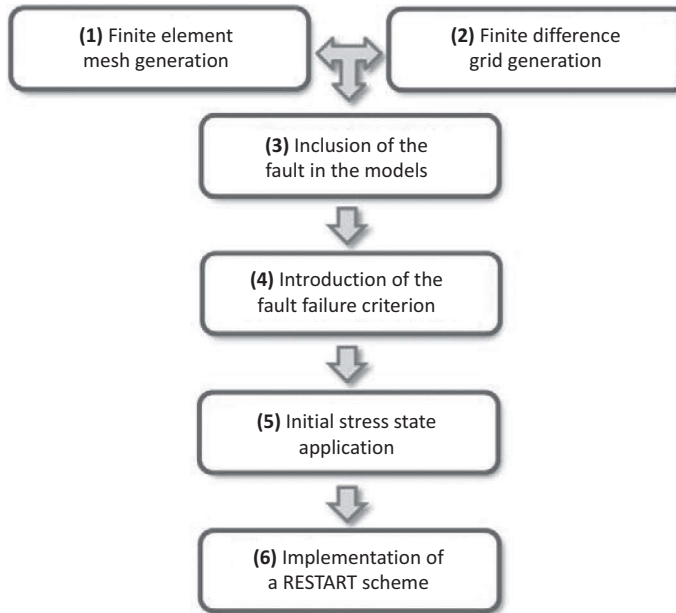 (1) Finite element
mesh generation
(2) Finite difference
grid generation
(3) Inclusion of the
fault in the models
(4) Introduction of the
fault failure criterion
(5) Initial stress state
application
(6) Implementation of
a RESTART scheme